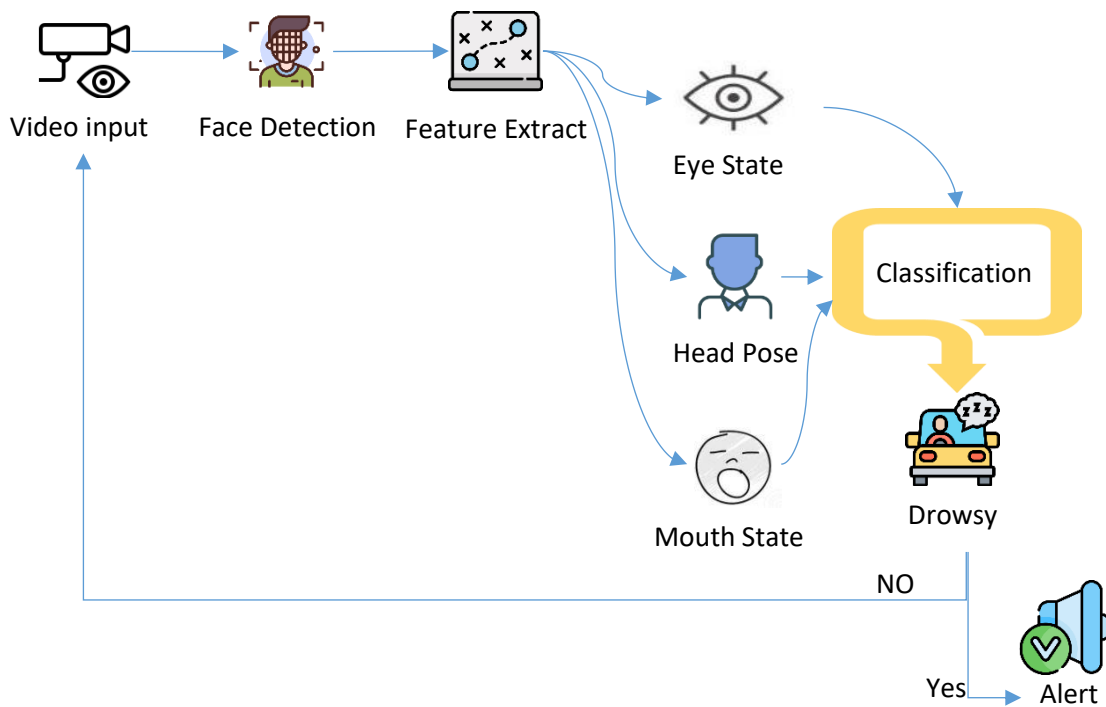 Video input
Face Detection
Feature Extract
Eye State
Classification
Head Pose
z z z
Drowsy
Mouth State
NO
Yes
Alert